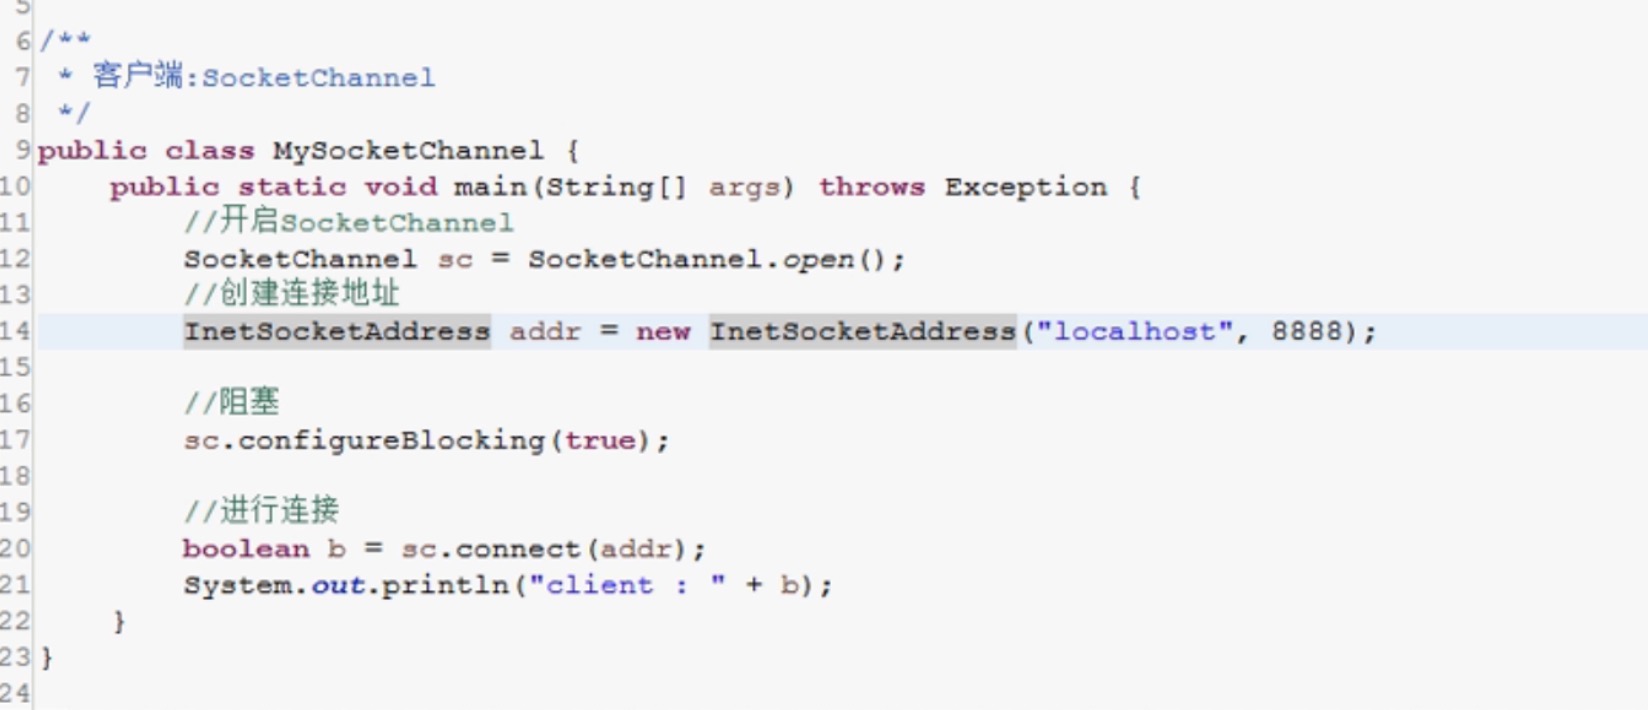 5
6 /**
7  * 客户端:SocketChannel
8  */
9 public class MySocketChannel {
10     public static void main(String[] args) throws Exception {
11         //开启SocketChannel
12         SocketChannel sc = SocketChannel.open();
13         //创建连接地址
14         InetSocketAddress addr = new InetSocketAddress("localhost", 8888);
15
16         //阻塞
17         sc.configureBlocking(true);
18
19         //进行连接
20         boolean b = sc.connect(addr);
21         System.out.println("client : " + b);
22     }
23 }
24